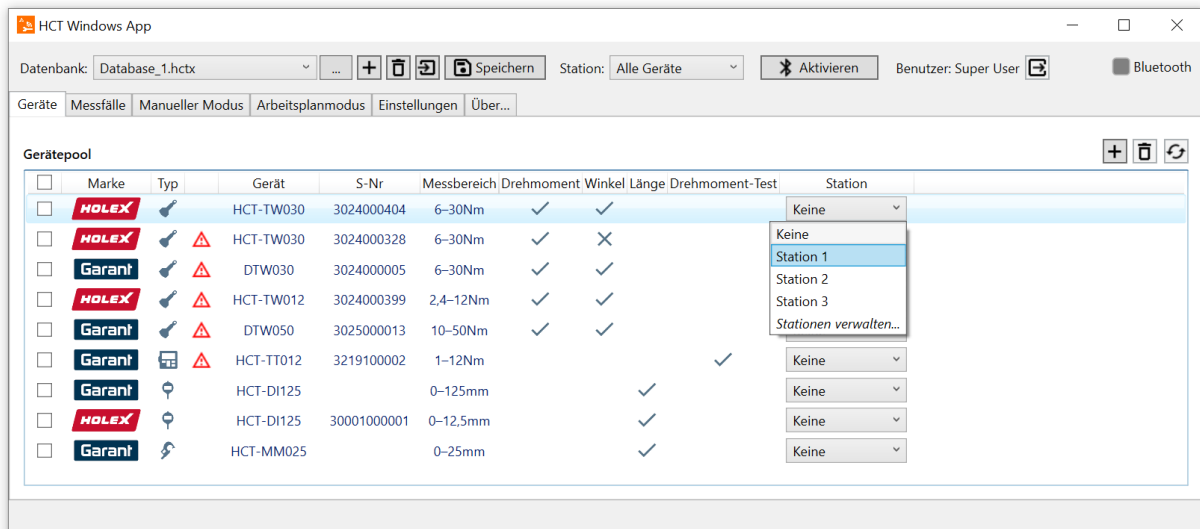 HCT Windows App
Datenbank: Database_1.hctx ... Speichern Station: Alle Geräte Aktivieren Benutzer: Super User Bluetooth
Geräte Messfälle Manueller Modus Arbeitsplanmodus Einstellungen Über...
Gerätepool
Marke Typ Gerät S-Nr Messbereich Drehmoment Winkel Länge Drehmoment-Test Station
HOLEX HCT-TW030 3024000404 6–30Nm Keine
HOLEX HCT-TW030 3024000328 6–30Nm Keine
Garant DTW030 3024000005 6–30Nm Station 1
HOLEX HCT-TW012 3024000399 2,4–12Nm Station 2
Station 3
Garant DTW050 3025000013 10–50Nm Stationen verwalten...
Garant HCT-TT012 3219100002 1–12Nm Keine
Garant HCT-DI125 0–125mm Keine
HOLEX HCT-DI125 30001000001 0–12,5mm Keine
Garant HCT-MM025 0–25mm Keine